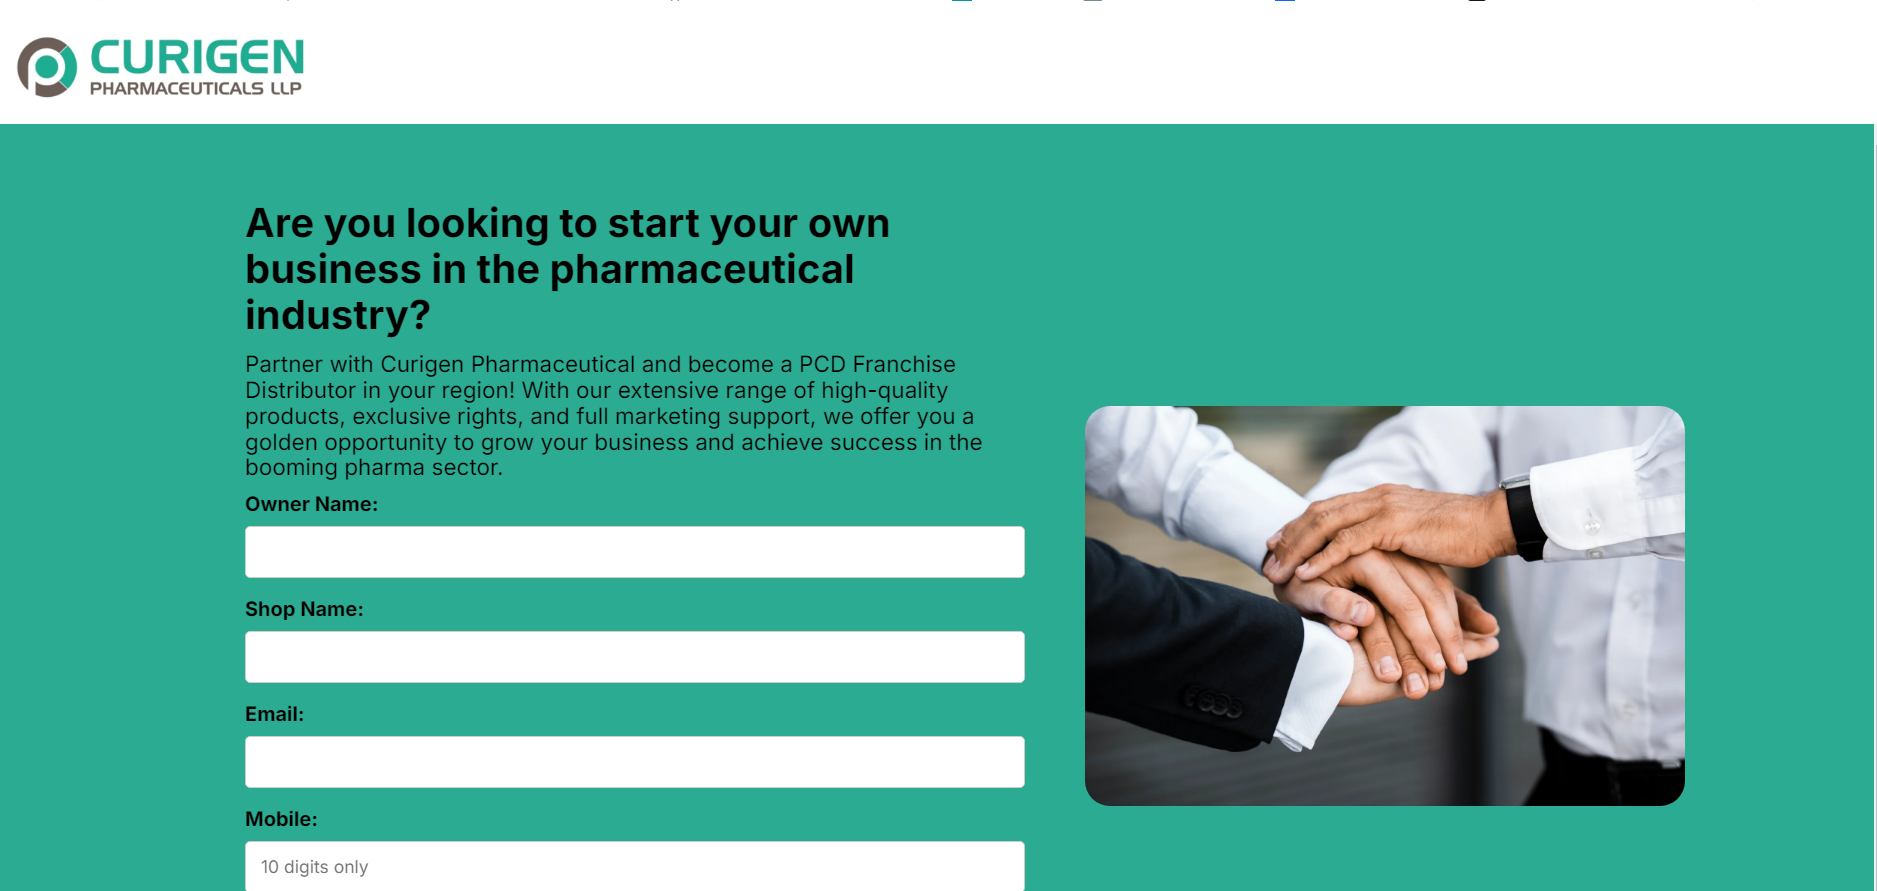 CURIGEN
PHARMACEUTICALS LLP
Are you looking to start your own
business in the pharmaceutical
industry?
Partner with Curigen Pharmaceutical and become a PCD Franchise
Distributor in your region! With our extensive range of high-quality
products, exclusive rights, and full marketing support, we offer you a
golden opportunity to grow your business and achieve success in the
booming pharma sector.
Owner Name:
Shop Name:
Email:
Mobile:
10 digits only